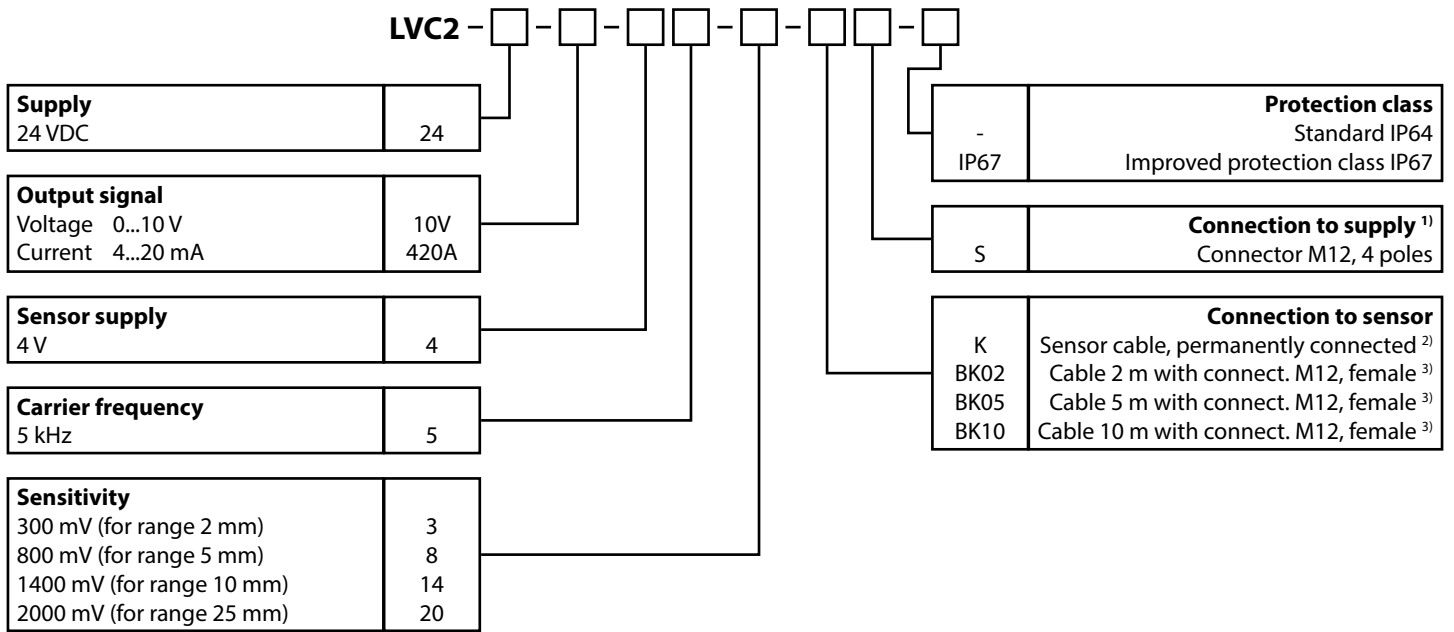 LVC2 – – – – – –
Supply
24 VDC 24
Output signal
Voltage 0...10 V 10V
Current 4...20 mA 420A
Sensor supply
4 V 4
Carrier frequency
5 kHz 5
Sensitivity
300 mV (for range 2 mm) 3
800 mV (for range 5 mm) 8
1400 mV (for range 10 mm) 14
2000 mV (for range 25 mm) 20
Protection class
- Standard IP64
IP67 Improved protection class IP67
Connection to supply 1)
S Connector M12, 4 poles
Connection to sensor
K Sensor cable, permanently connected 2)
BK02 Cable 2 m with connect. M12, female 3)
BK05 Cable 5 m with connect. M12, female 3)
BK10 Cable 10 m with connect. M12, female 3)